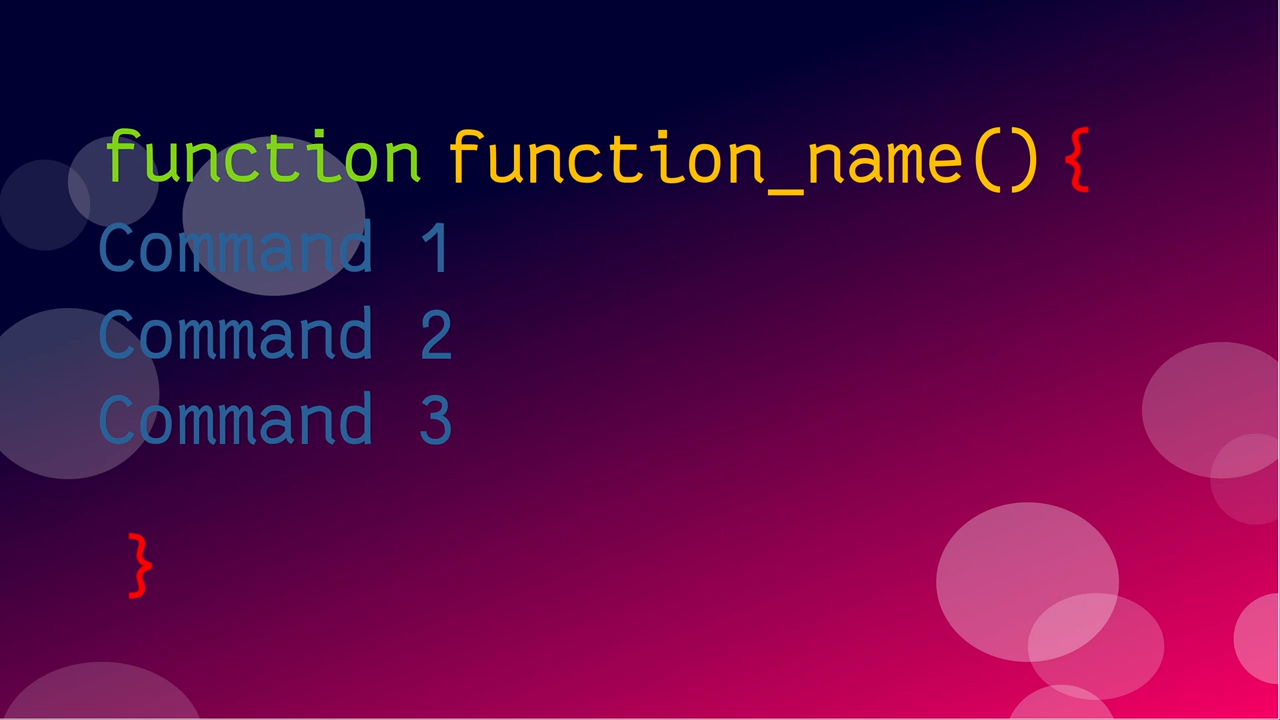 function function_name() {
Command 1
Command 2
Command 3
}